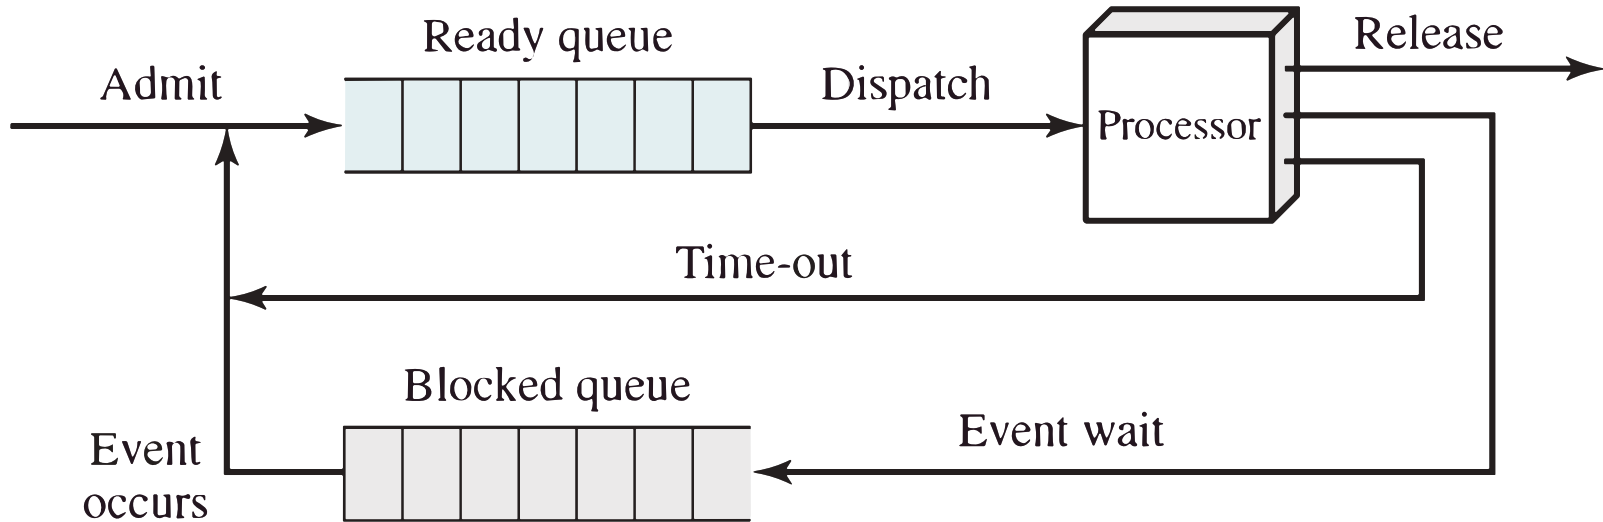 Ready queue
Release
Admit
Dispatch
Processor
Time-out
Blocked queue
Event wait
Event
occurs